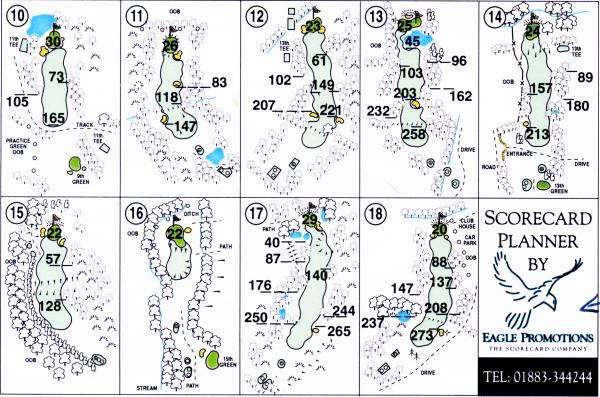 10
30
11TH
TEE
73
105
165
TRACK
PRACTICE
GREEN
OOB
11TH
TEE
9TH
GREEN
11
OOB
26
83
118
147
12
23
13TH
TEE
61
102
149
207
221
13
25
45
OOB
96
103
203
162
232
258
DRIVE
14
24
13TH
TEE
OOB
89
157
180
213
ENTRANCE
ROAD
DRIVE
13TH
GREEN
15
22
OOB
57
128
OOB
16
DITCH
22
PATH
OOB
15TH
GREEN
STREAM
PATH
17
29
PATH
40
87
140
176
244
250
265
18
20
CLUB
HOUSE
CAR
PARK
88
OOB
147
137
208
237
273
DRIVE
SCORECARD
PLANNER
BY
EAGLE PROMOTIONS
THE SCORECARD COMPANY
TEL: 01883-344244